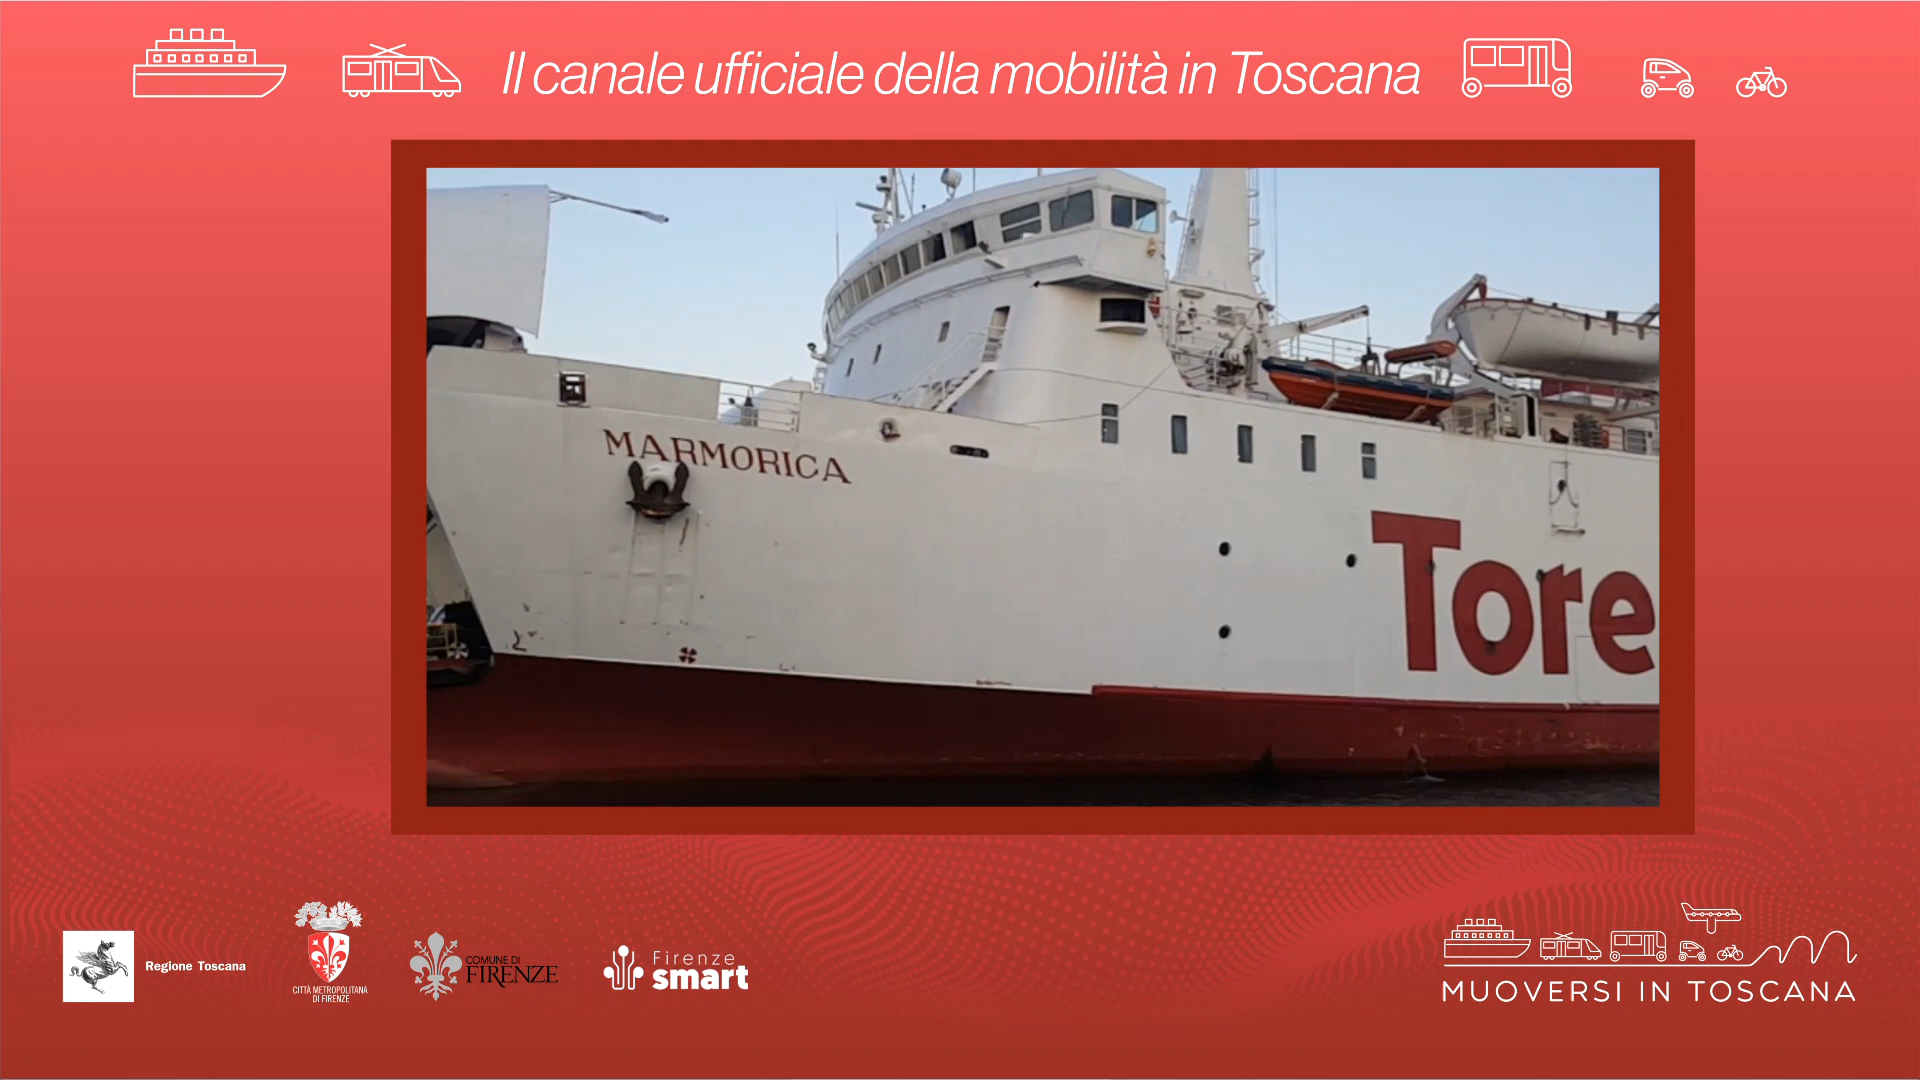 Il canale ufficiale della mobilità in Toscana
MARMORICA
Tore
Regione Toscana
CITTÀ METROPOLITANA
DI FIRENZE
COMUNE DI
FIRENZE
Firenze
smart
MUOVERSI IN TOSCANA